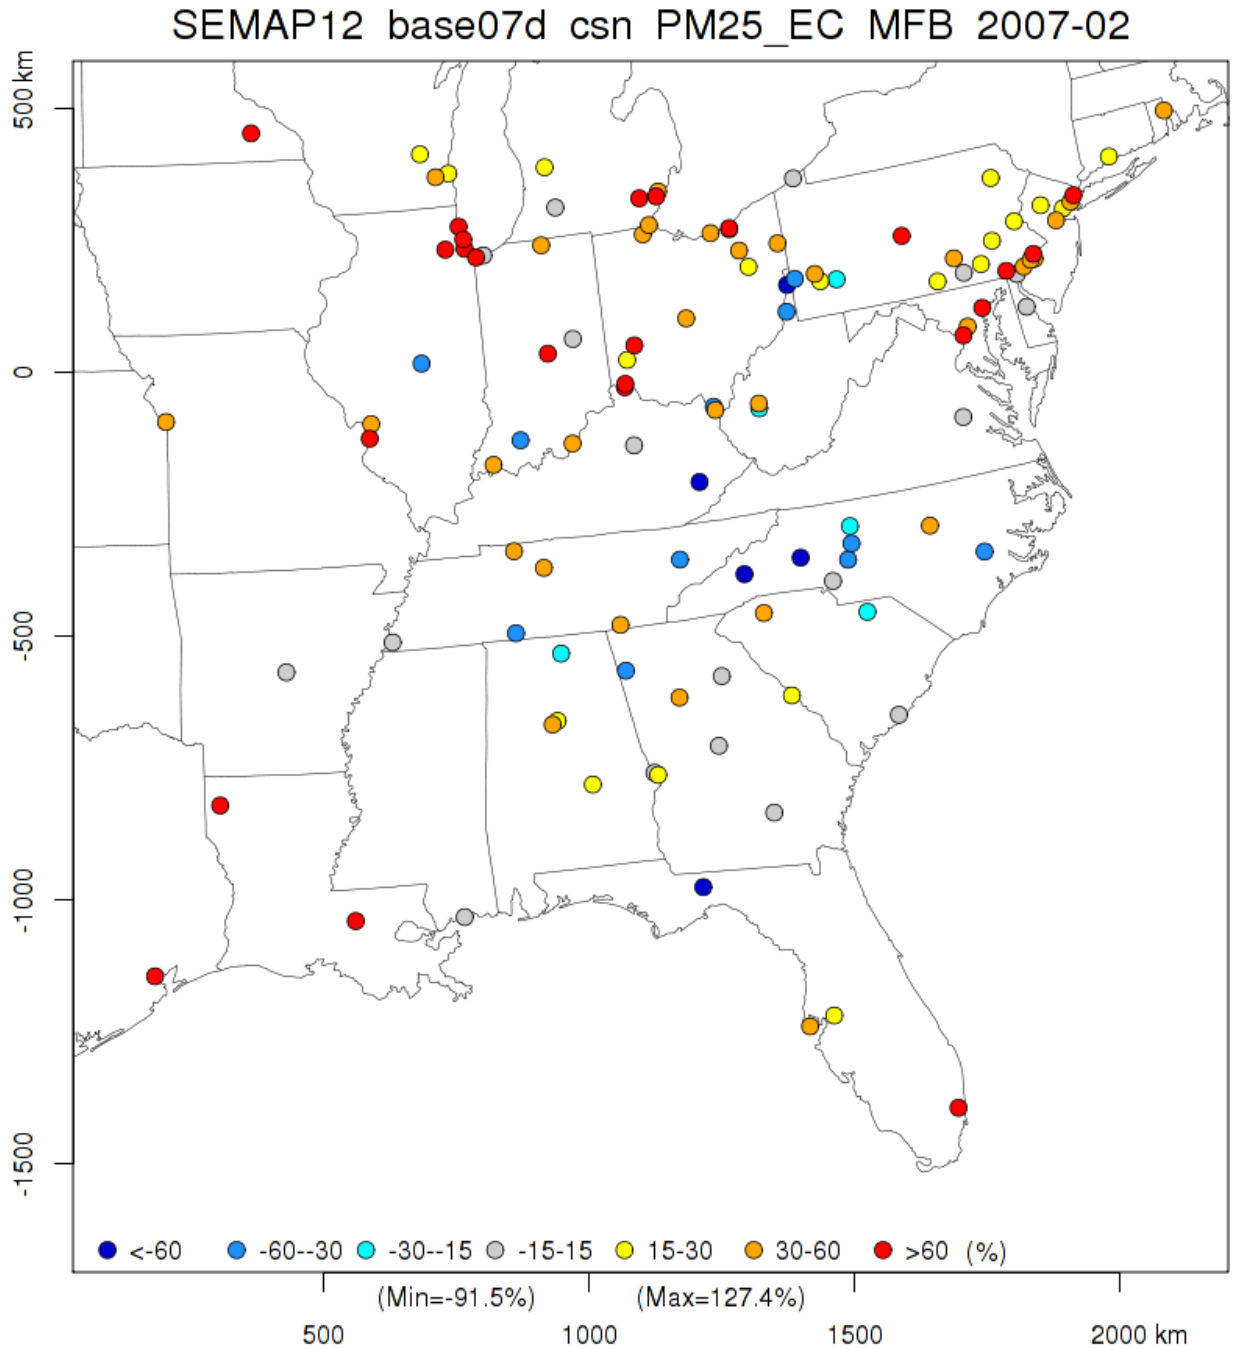 SEMAP12 base07d csn PM25_EC MFB 2007-02
500 km
0
-500
-1000
-1500
<-60 -60--30 -30--15 -15-15 15-30 30-60 >60 (%)
(Min=-91.5%) (Max=127.4%)
500 1000 1500 2000 km